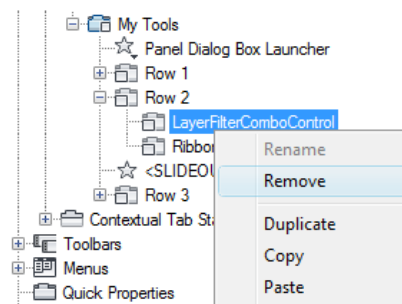 My Tools
Panel Dialog Box Launcher
Row 1
Row 2
LayerFilterComboControl
Rename
Remove
Duplicate
Copy
Paste
Row 3
Contextual Tab
Toolbars
Menus
Quick Properties